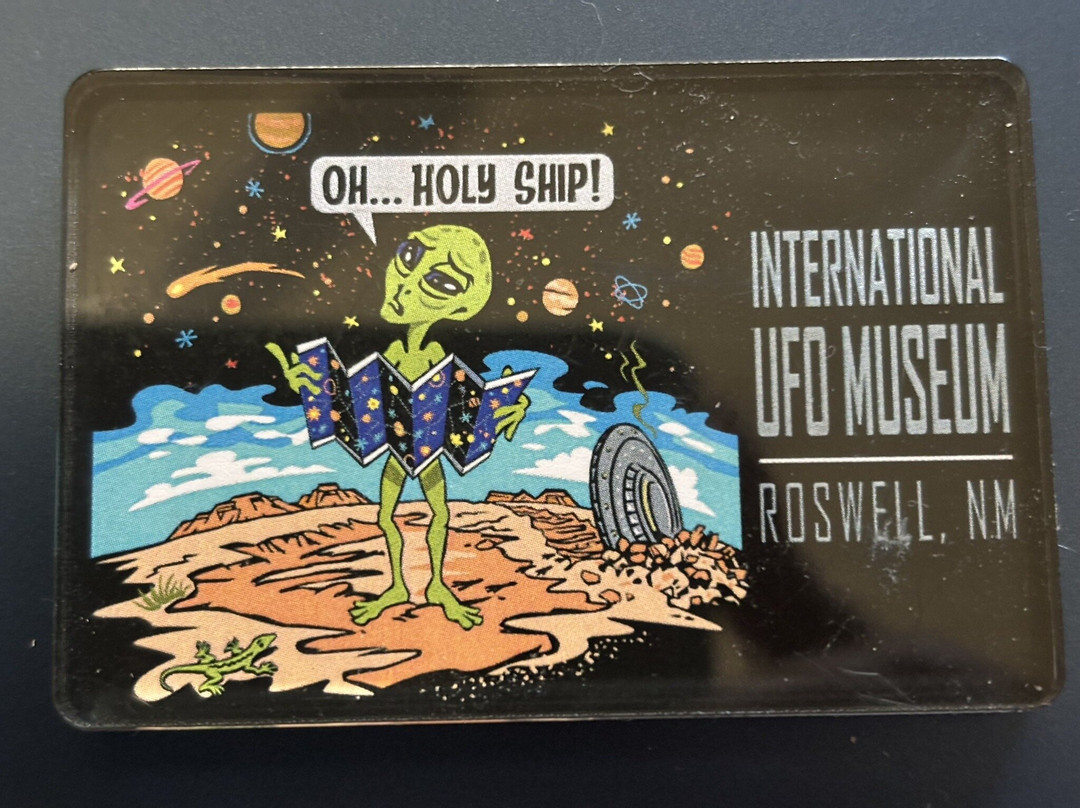 OH... HOLY SHIP!
INTERNATIONAL
UFO MUSEUM
ROSWELL, NM